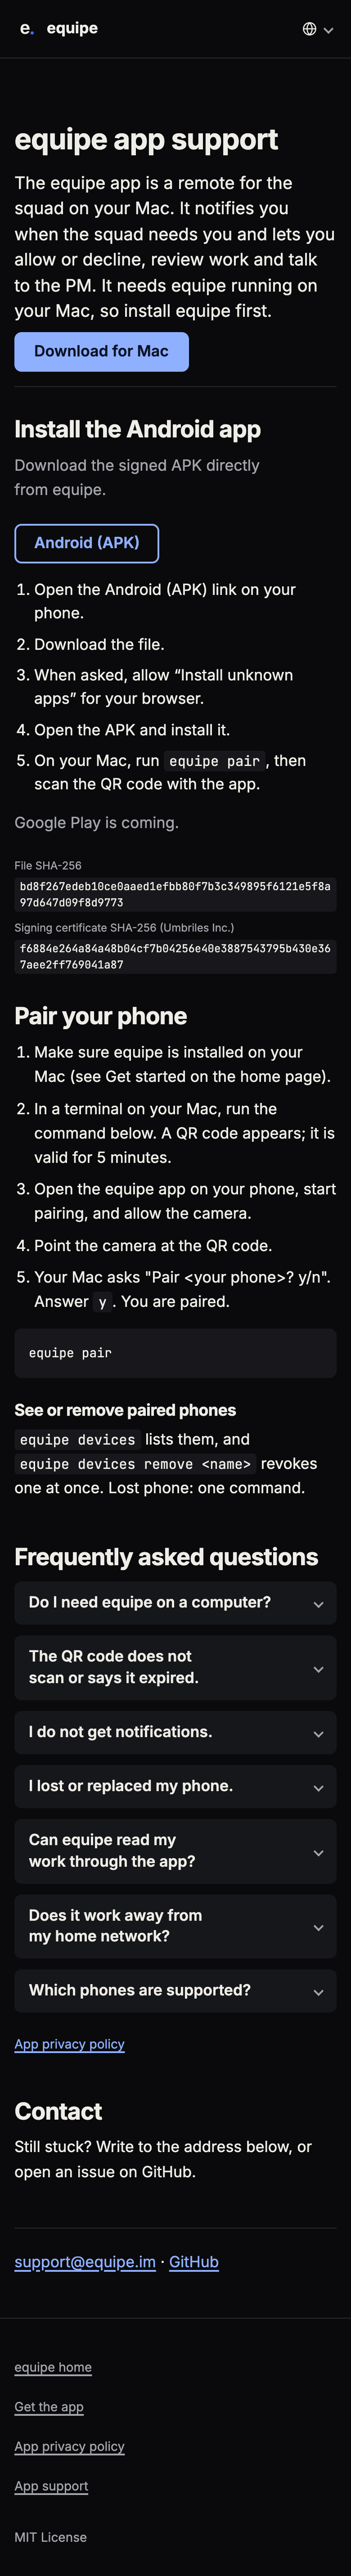 e. equipe
equipe app support
The equipe app is a remote for the
squad on your Mac. It notifies you
when the squad needs you and lets you
allow or decline, review work and talk
to the PM. It needs equipe running on
your Mac, so install equipe first.
Download for Mac
Install the Android app
Download the signed APK directly
from equipe.
Android (APK)
1. Open the Android (APK) link on your
phone.
2. Download the file.
3. When asked, allow “Install unknown
apps” for your browser.
4. Open the APK and install it.
5. On your Mac, run equipe pair, then
scan the QR code with the app.
Google Play is coming.
File SHA-256
bd8f267edeb10ce0aaed1efbb80f7b3c349895f6121e5f8a
97d647d09f8d9773
Signing certificate SHA-256 (Umbriles Inc.)
f6884e264a84a48b04cf7b04256e40e3887543795b430e36
7aee2ff769041a87
Pair your phone
1. Make sure equipe is installed on your
Mac (see Get started on the home page).
2. In a terminal on your Mac, run the
command below. A QR code appears; it is
valid for 5 minutes.
3. Open the equipe app on your phone, start
pairing, and allow the camera.
4. Point the camera at the QR code.
5. Your Mac asks "Pair <your phone>? y/n".
Answer y. You are paired.
equipe pair
See or remove paired phones
equipe devices lists them, and
equipe devices remove <name> revokes
one at once. Lost phone: one command.
Frequently asked questions
Do I need equipe on a computer?
The QR code does not
scan or says it expired.
I do not get notifications.
I lost or replaced my phone.
Can equipe read my
work through the app?
Does it work away from
my home network?
Which phones are supported?
App privacy policy
Contact
Still stuck? Write to the address below, or
open an issue on GitHub.
support@equipe.im · GitHub
equipe home
Get the app
App privacy policy
App support
MIT License